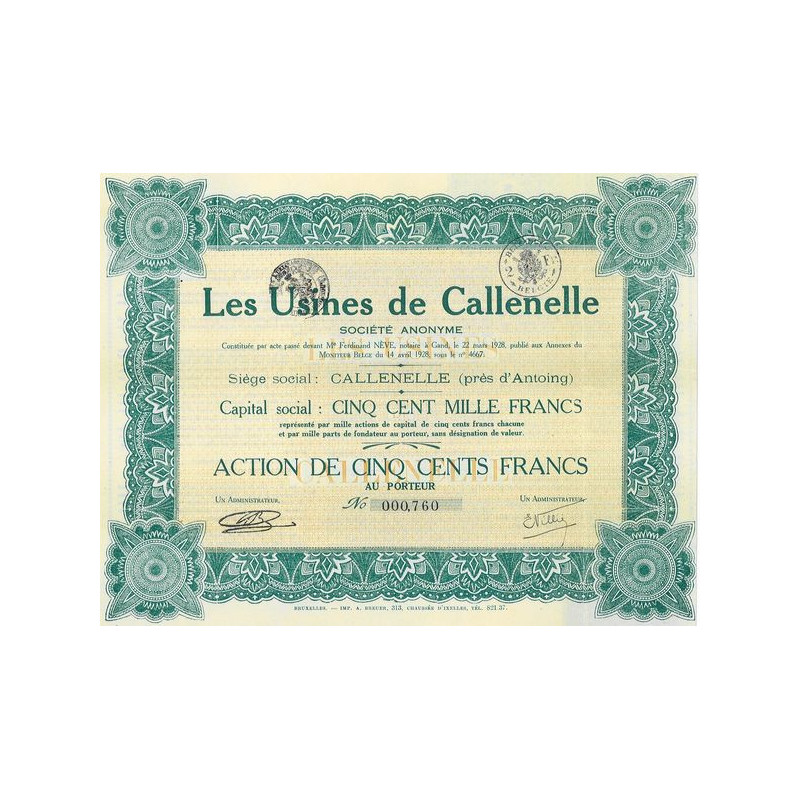 Les Usines de Callenelle
SOCIÉTÉ ANONYME
Constituée par acte passé devant Me Ferdinand NÈVE, notaire à Gand, le 22 mars 1928, publié aux Annexes du
MONITEUR BELGE du 14 avril 1928, sous le no 4667.
Siège social : CALLENELLE (près d'Antoing)
Capital social : CINQ CENT MILLE FRANCS
représenté par mille actions de capital de cinq cents francs chacune
et par mille parts de fondateur au porteur, sans désignation de valeur.
CALLENELLE
ACTION DE CINQ CENTS FRANCS
AU PORTEUR
UN ADMINISTRATEUR,
No 000,760
UN ADMINISTRATEUR,
BRUXELLES. — IMP. A. BREUER, 313, CHAUSSÉE D'IXELLES, TÉL. 821 57.
2 F
BELGIE